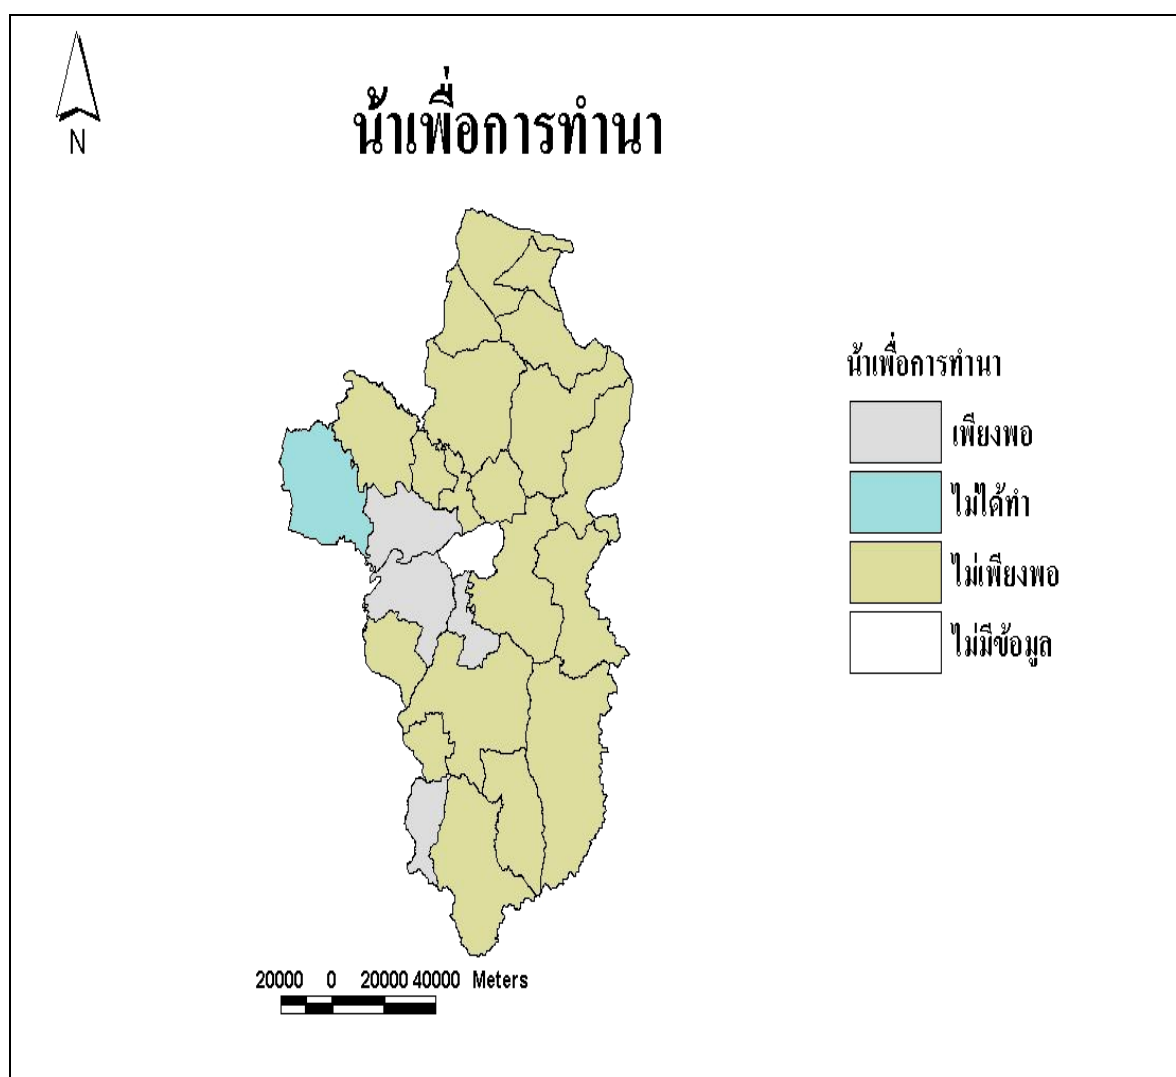 N
น้ำเพื่อการทำนา
น้ำเพื่อการทำนา
เพียงพอ
ไม่ได้ทำ
ไม่เพียงพอ
ไม่มีข้อมูล
20000 0 20000 40000 Meters